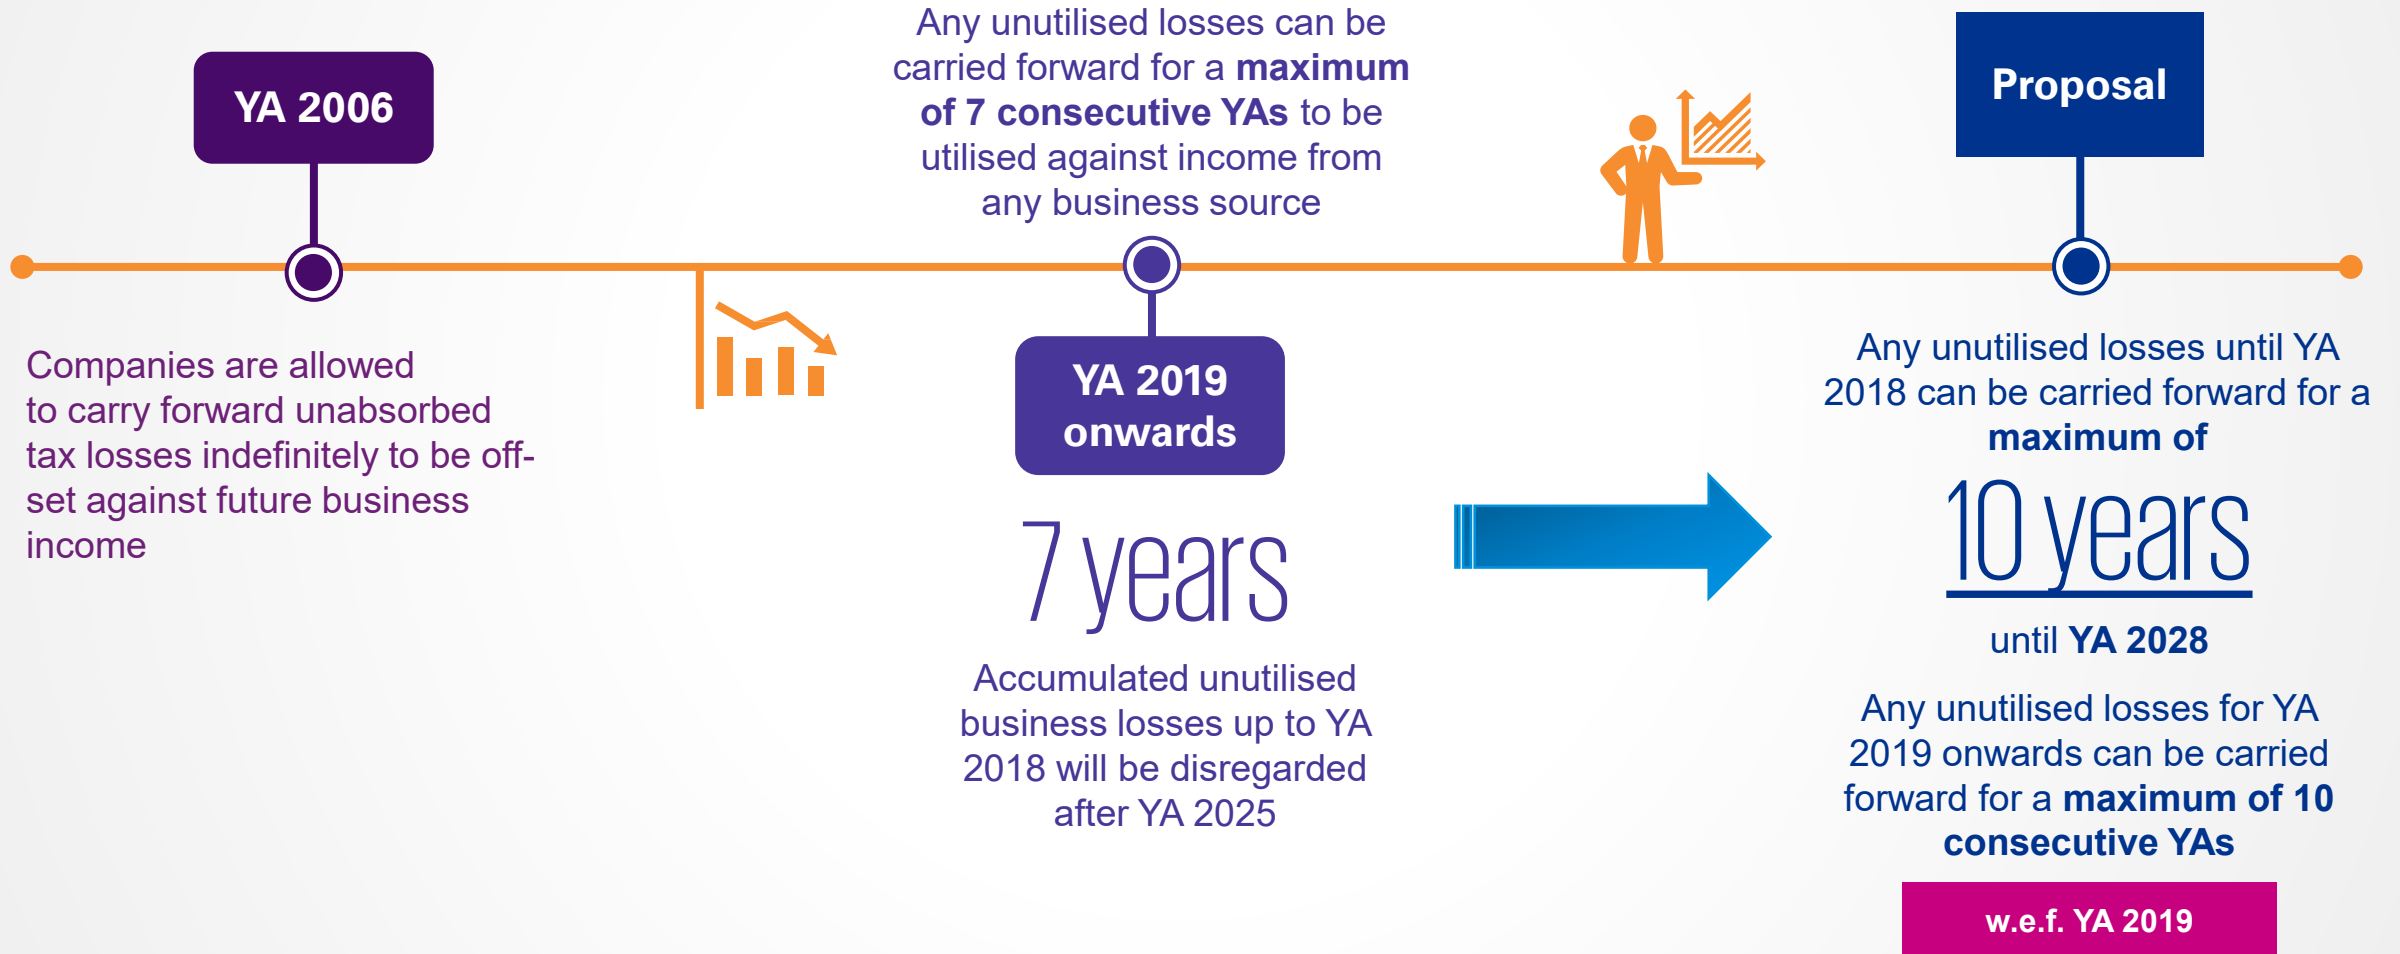 YA 2006
Companies are allowed
to carry forward unabsorbed
tax losses indefinitely to be off-
set against future business
income
Any unutilised losses can be
carried forward for a maximum
of 7 consecutive YAs to be
utilised against income from
any business source
YA 2019
onwards
7 years
Accumulated unutilised
business losses up to YA
2018 will be disregarded
after YA 2025
Proposal
Any unutilised losses until YA
2018 can be carried forward for a
maximum of
10 years
until YA 2028
Any unutilised losses for YA
2019 onwards can be carried
forward for a maximum of 10
consecutive YAs
w.e.f. YA 2019